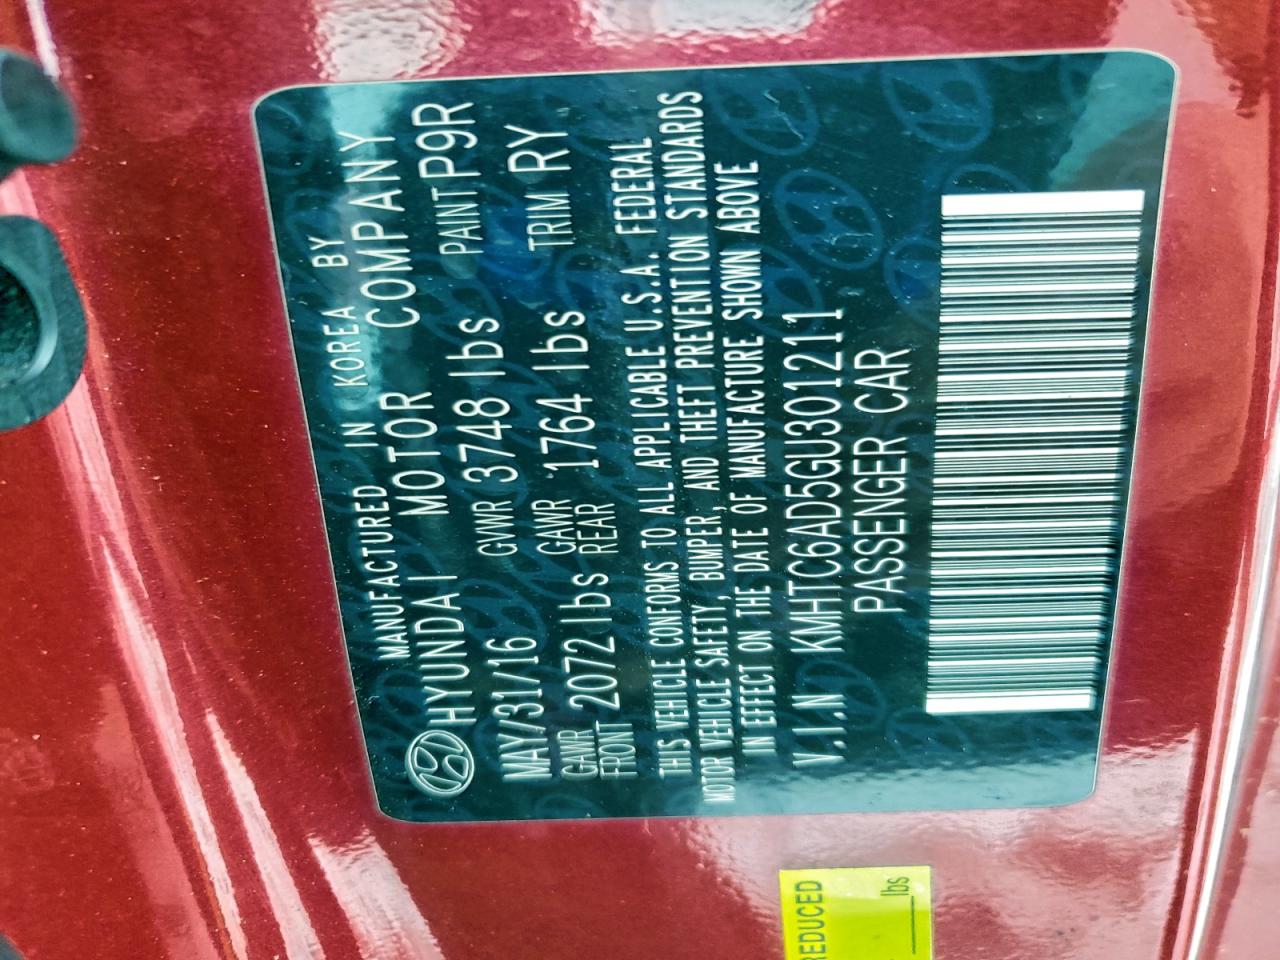 MANUFACTURED IN KOREA BY
HYUNDAI MOTOR COMPANY
MAY/31/16 GVWR 3748 lbs PAINT P9R
GAWR FRONT 2072 lbs GAWR REAR 1764 lbs TRIM RY
THIS VEHICLE CONFORMS TO ALL APPLICABLE U.S.A. FEDERAL
MOTOR VEHICLE SAFETY, BUMPER, AND THEFT PREVENTION STANDARDS
IN EFFECT ON THE DATE OF MANUFACTURE SHOWN ABOVE
V.I.N KMHTC6AD5GU301211
PASSENGER CAR
REDUCED
lbs